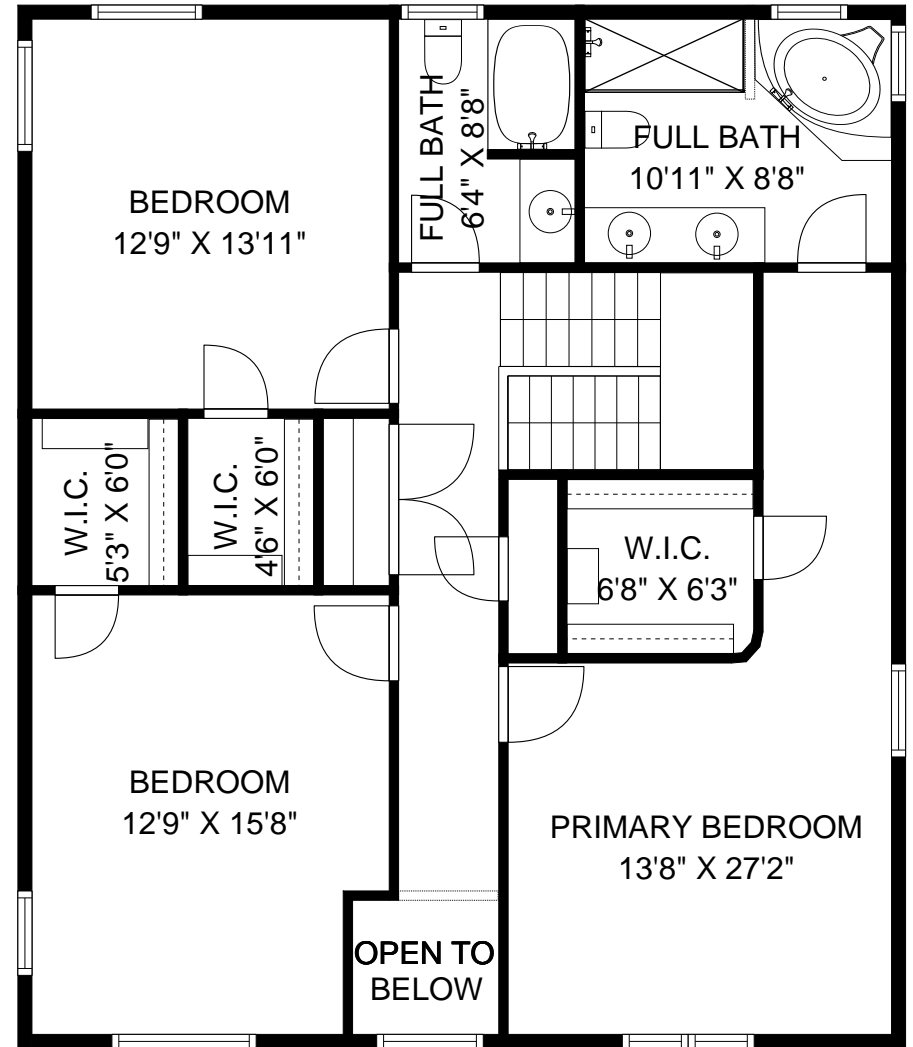 BEDROOM
12'9" X 13'11"
FULL BATH
6'4" X 8'8"
FULL BATH
10'11" X 8'8"
W.I.C.
5'3" X 6'0"
W.I.C.
4'6" X 6'0"
W.I.C.
6'8" X 6'3"
BEDROOM
12'9" X 15'8"
PRIMARY BEDROOM
13'8" X 27'2"
OPEN TO
BELOW